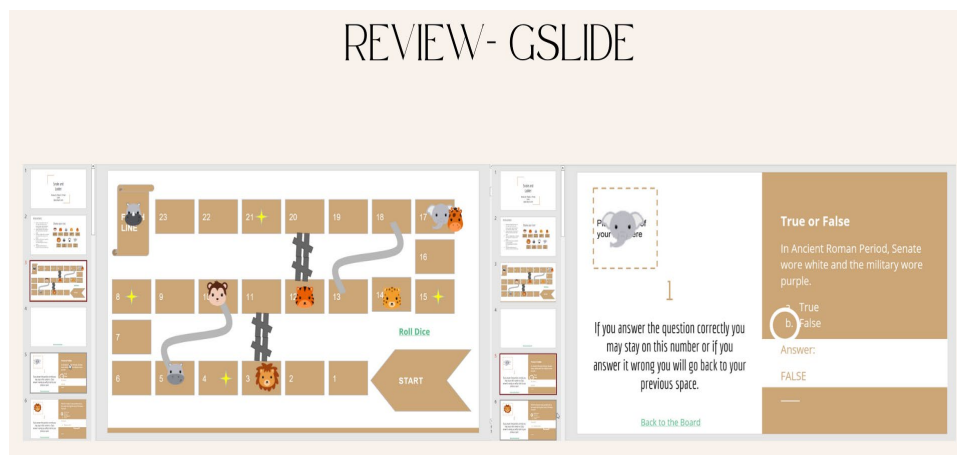 REVIEW- GSLIDE
LINE
23
22
21
20
19
18
17
16
8
9
10
11
12
13
14
15
Roll Dice
7
6
5
4
3
2
1
START
1
If you answer the question correctly you
may stay on this number or if you
answer it wrong you will go back to your
previous space.
Back to the Board
True or False
In Ancient Roman Period, Senate
wore white and the military wore
purple.
a. True
b. False
Answer:
FALSE